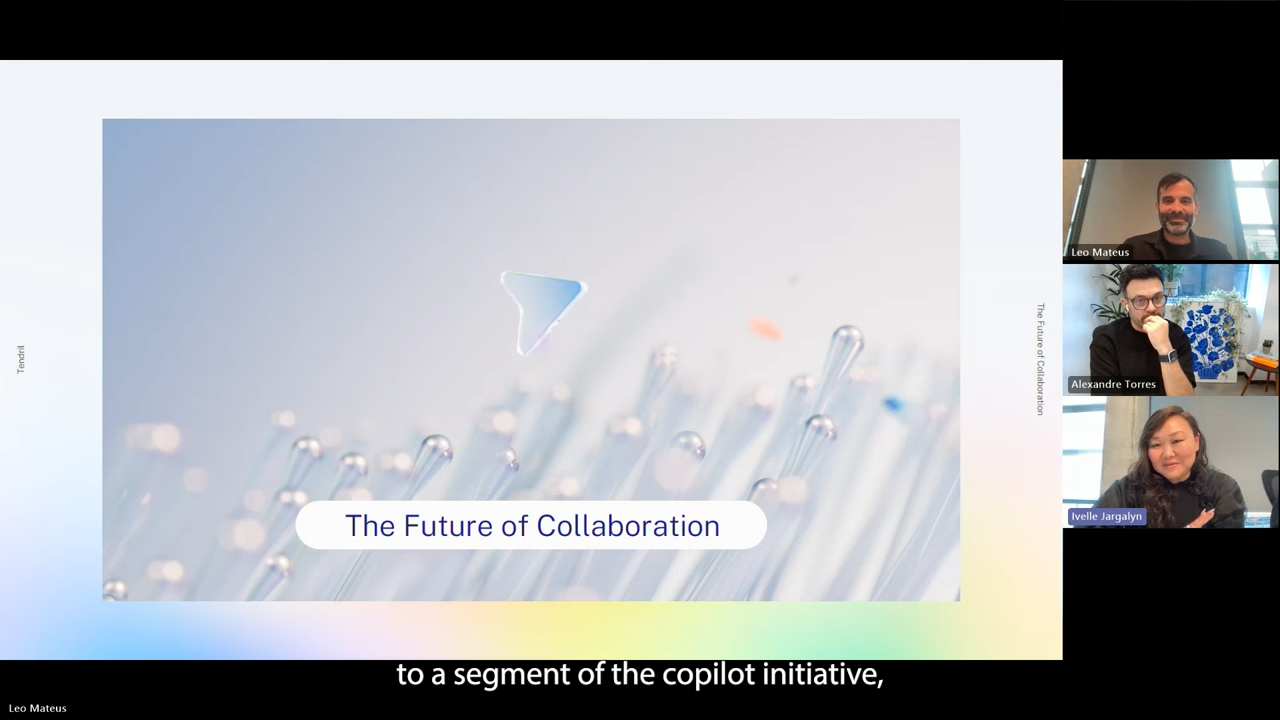 Tendril
The Future of Collaboration
The Future of Collaboration
Leo Mateus
Alexandre Torres
Ivelle Jargalyn
to a segment of the copilot initiative,
Leo Mateus